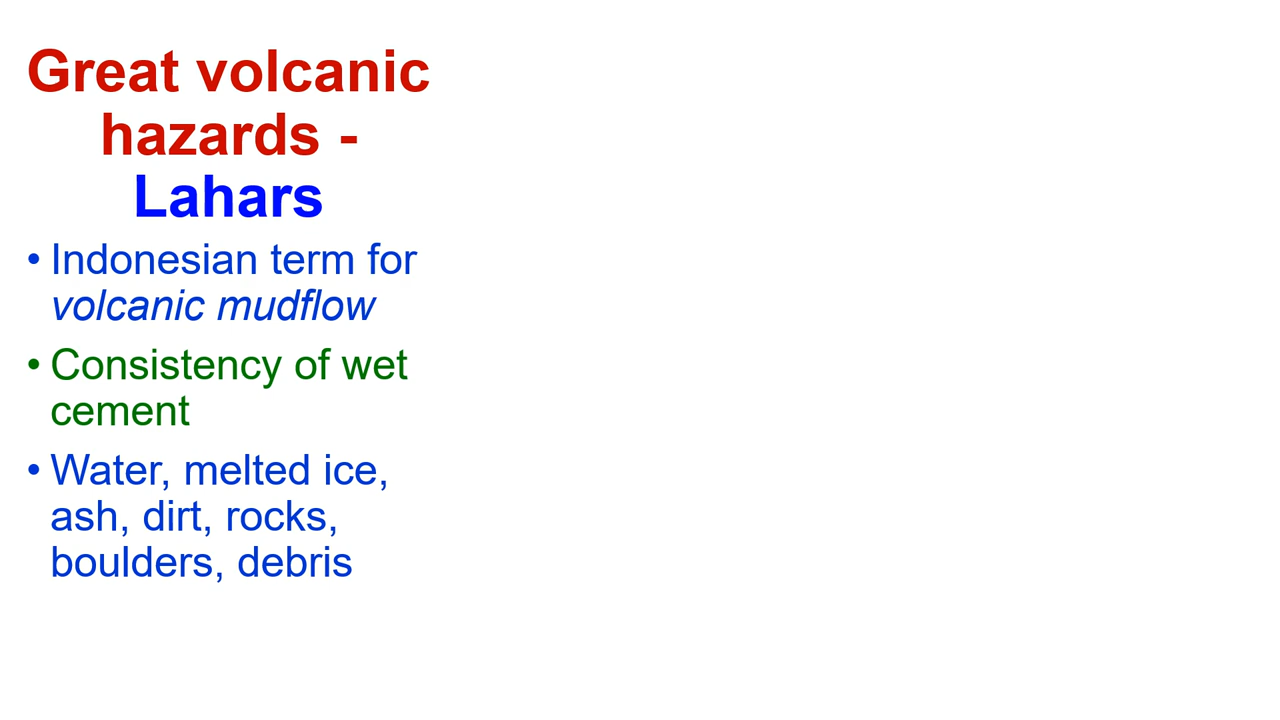 Great volcanic
hazards -
Lahars
• Indonesian term for
volcanic mudflow
• Consistency of wet
cement
• Water, melted ice,
ash, dirt, rocks,
boulders, debris